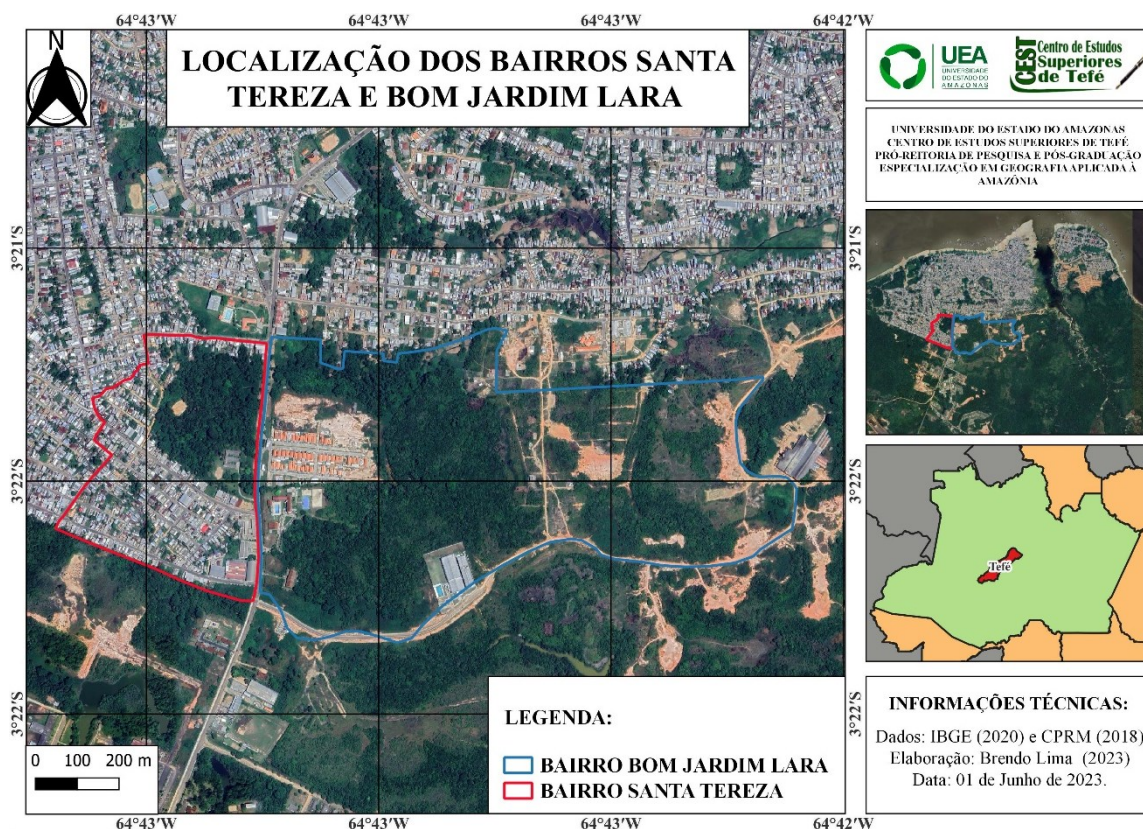 64°43'W 64°43'W 64°43'W 64°42'W
N
LOCALIZAÇÃO DOS BAIRROS SANTA
TEREZA E BOM JARDIM LARA
3°21'S
3°22'S
3°22'S
3°21'S
3°22'S
3°22'S
0 100 200 m
LEGENDA:
BAIRRO BOM JARDIM LARA
BAIRRO SANTA TEREZA
64°43'W 64°43'W 64°43'W 64°42'W
UEA
UNIVERSIDADE
DO ESTADO DO
AMAZONAS
CEST
Centro de Estudos
Superiores
de Tefé
UNIVERSIDADE DO ESTADO DO AMAZONAS
CENTRO DE ESTUDOS SUPERIORES DE TEFÉ
PRÓ-REITORIA DE PESQUISA E PÓS-GRADUAÇÃO
ESPECIALIZAÇÃO EM GEOGRAFIA APLICADA À
AMAZÔNIA
Tefé
INFORMAÇÕES TÉCNICAS:
Dados: IBGE (2020) e CPRM (2018)
Elaboração: Brendo Lima (2023)
Data: 01 de Junho de 2023.